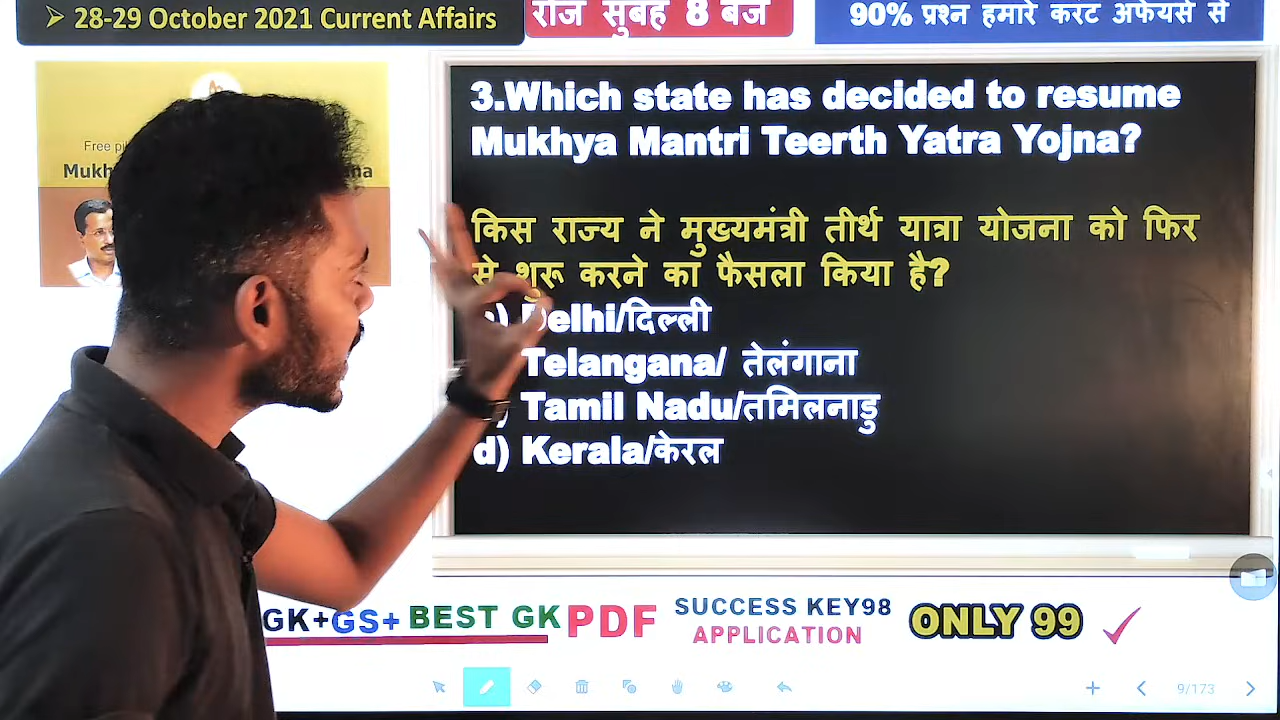 ➢ 28-29 October 2021 Current Affairs
रोज सुबह 8 बजे
90% प्रश्न हमारे करंट अफेयर्स से
Free
Mukh
3.Which state has decided to resume
Mukhya Mantri Teerth Yatra Yojna?
किस राज्य ने मुख्यमंत्री तीर्थ यात्रा योजना को फिर
से शुरू करने का फैसला किया है?
Delhi/दिल्ली
Telangana/ तेलंगाना
Tamil Nadu/तमिलनाडु
d) Kerala/केरल
GK+GS+ BEST GK PDF
SUCCESS KEY98
APPLICATION
ONLY 99
9/173